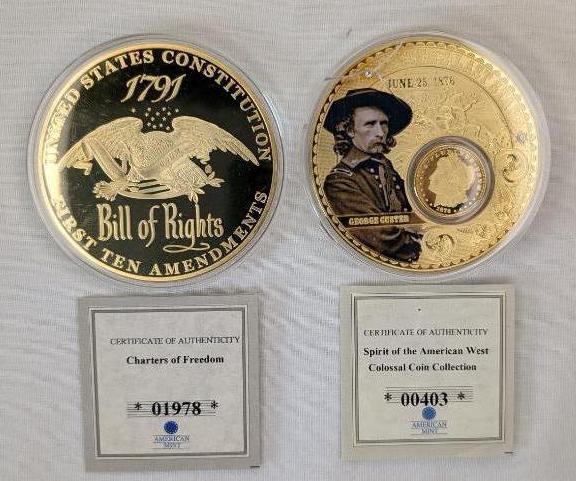 UNITED STATES CONSTITUTION
1791
Bill of Rights
FIRST TEN AMENDMENTS
JUNE 25, 1876
GEORGE CUSTER
1876
CERTIFICATE OF AUTHENTICITY
Charters of Freedom
* 01978 *
AMERICAN
MINT
CERTIFICATE OF AUTHENTICITY
Spirit of the American West
Colossal Coin Collection
* 00403 *
AMERICAN
MINT